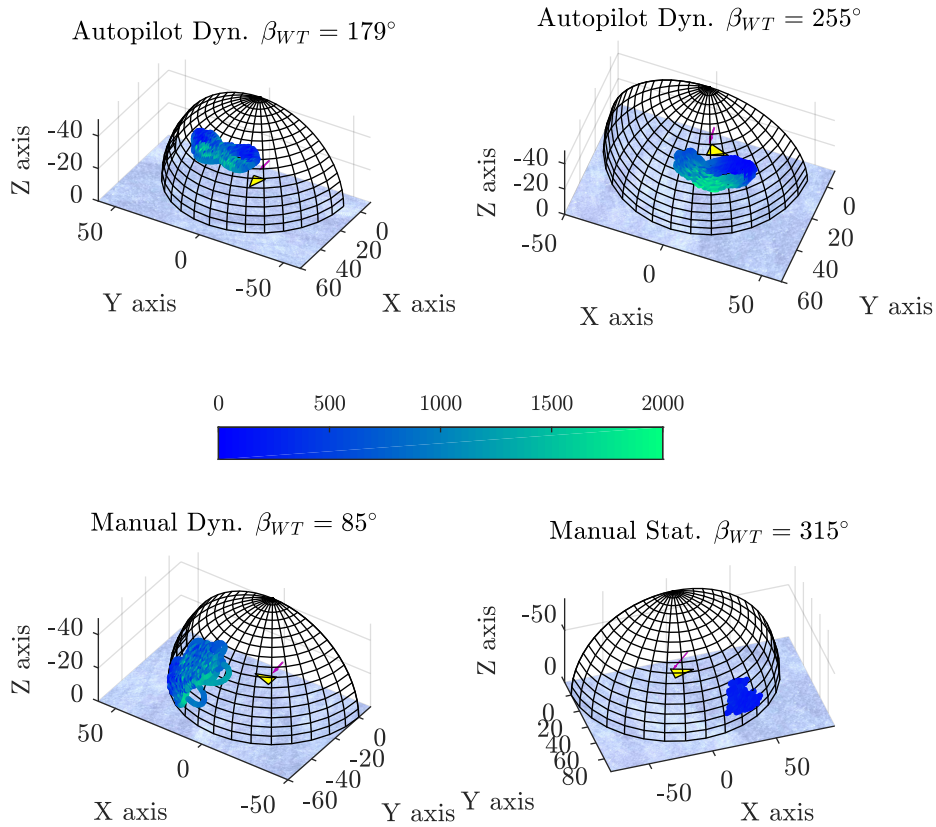 Autopilot Dyn. β_WT = 179°
Z axis
-40
-20
0
50
0
-50
Y axis
0
20
40
60
X axis
Autopilot Dyn. β_WT = 255°
Z axis
-40
-20
0
-50
0
50
X axis
0
20
40
60
Y axis
0 500 1000 1500 2000
Manual Dyn. β_WT = 85°
Z axis
-40
-20
0
50
0
-50
X axis
0
-20
-40
-60
Y axis
Manual Stat. β_WT = 315°
Z axis
-50
0
0
20
40
60
80
Y axis
-50
0
50
X axis